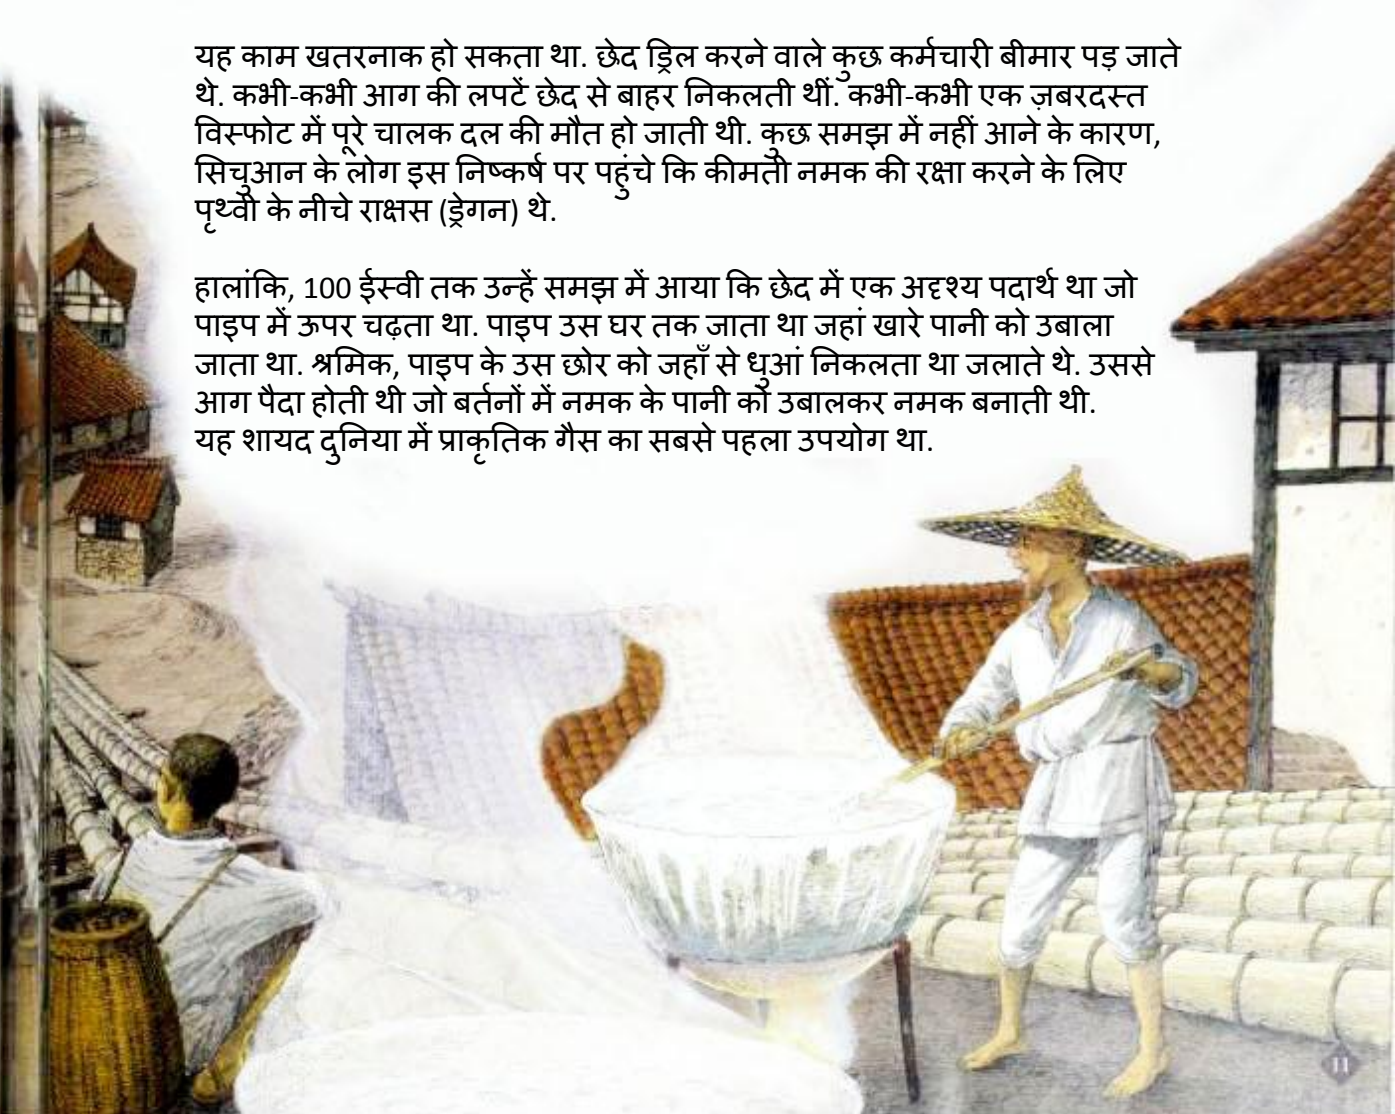 यह काम खतरनाक हो सकता था. छेद ड्रिल करने वाले कुछ कर्मचारी बीमार पड़ जाते
थे. कभी-कभी आग की लपटें छेद से बाहर निकलती थीं. कभी-कभी एक ज़बरदस्त
विस्फोट में पूरे चालक दल की मौत हो जाती थी. कुछ समझ में नहीं आने के कारण,
सिचुआन के लोग इस निष्कर्ष पर पहुंचे कि कीमती नमक की रक्षा करने के लिए
पृथ्वी के नीचे राक्षस (ड्रेगन) थे.
हालांकि, 100 ईस्वी तक उन्हें समझ में आया कि छेद में एक अदृश्य पदार्थ था जो
पाइप में ऊपर चढ़ता था. पाइप उस घर तक जाता था जहां खारे पानी को उबाला
जाता था. श्रमिक, पाइप के उस छोर को जहाँ से धुआं निकलता था जलाते थे. उससे
आग पैदा होती थी जो बर्तनों में नमक के पानी को उबालकर नमक बनाती थी.
यह शायद दुनिया में प्राकृतिक गैस का सबसे पहला उपयोग था.
11